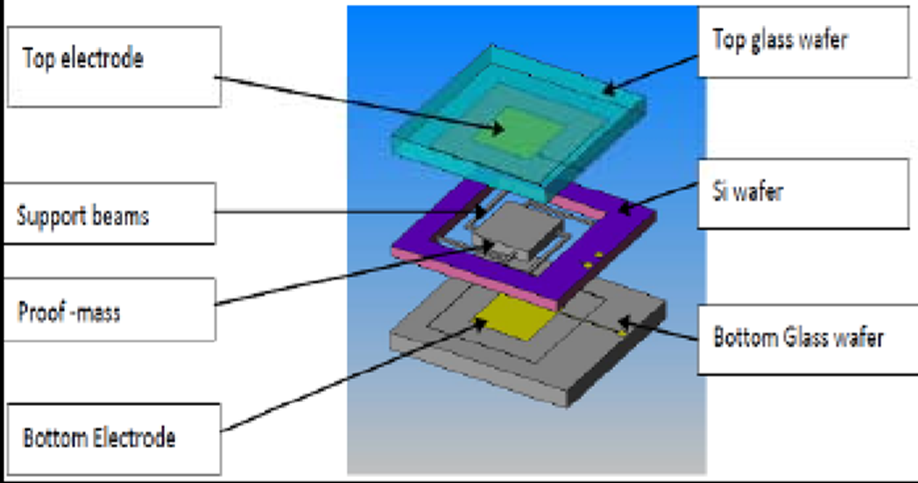 Top electrode
Support beams
Proof -mass
Bottom Electrode
Top glass wafer
Si wafer
Bottom Glass wafer